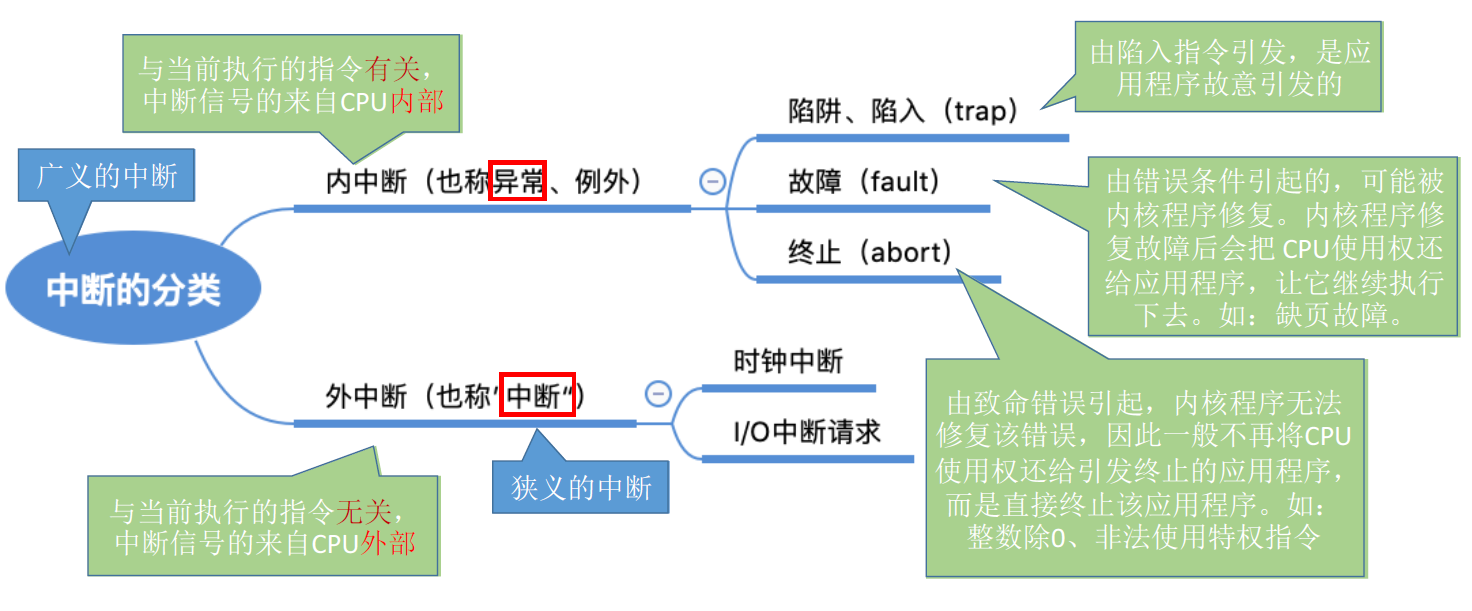 与当前执行的指令有关，
中断信号的来自CPU内部
广义的中断
中断的分类
内中断（也称异常、例外）
陷阱、陷入（trap）
由陷入指令引发，是应
用程序故意引发的
故障（fault）
由错误条件引起的，可能被
内核程序修复。内核程序修
复故障后会把 CPU使用权还
给应用程序，让它继续执行
下去。如：缺页故障。
终止（abort）
由致命错误引起，内核程序无法
修复该错误，因此一般不再将CPU
使用权还给引发终止的应用程序，
而是直接终止该应用程序。如：
整数除0、非法使用特权指令
外中断（也称“中断“）
狭义的中断
与当前执行的指令无关，
中断信号的来自CPU外部
时钟中断
I/O中断请求